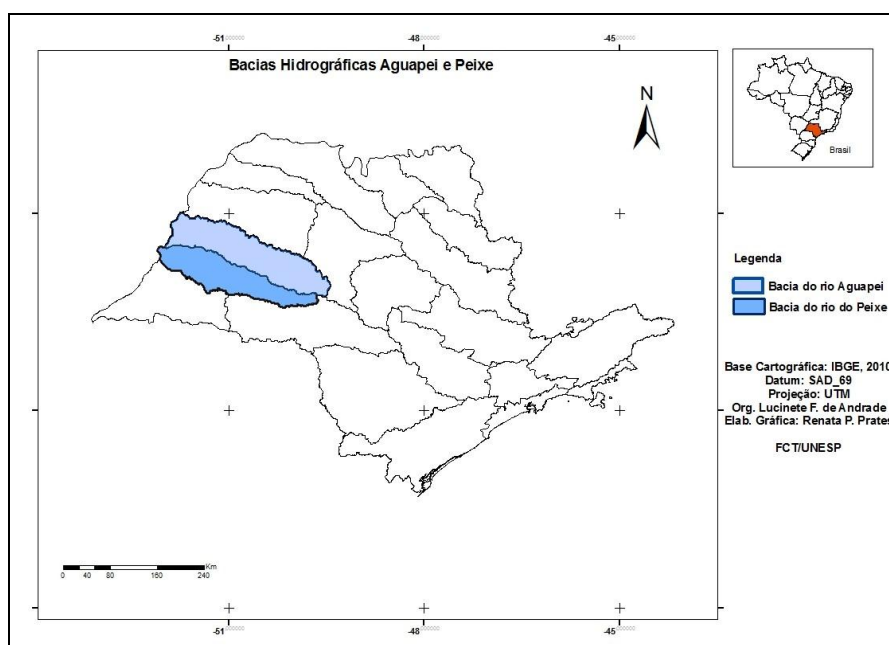 -51
-48
-45
Bacias Hidrográficas Aguapei e Peixe
N
Brasil
Legenda
Bacia do rio Aguapei
Bacia do rio do Peixe
Base Cartográfica: IBGE, 2010
Datum: SAD_69
Projeção: UTM
Org. Lucinete F. de Andrade
Elab. Gráfica: Renata P. Prates
FCT/UNESP
Km
0 40 80 160 240
-51
-48
-45